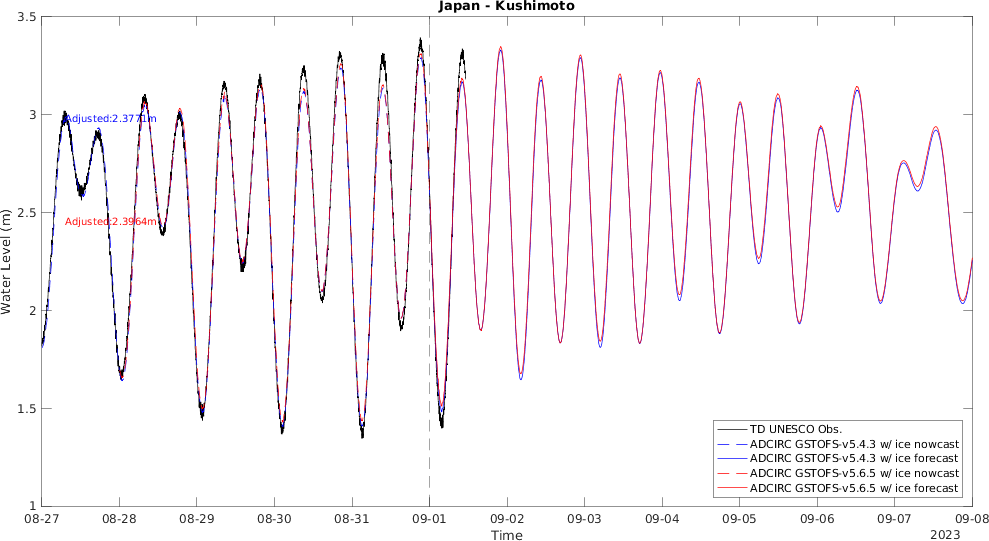 Japan - Kushimoto
3.5
3
2.5
2
1.5
1
Water Level (m)
Adjusted:2.3771m
Adjusted:2.3964m
TD UNESCO Obs.
ADCIRC GSTOFS-v5.4.3 w/ ice nowcast
ADCIRC GSTOFS-v5.4.3 w/ ice forecast
ADCIRC GSTOFS-v5.6.5 w/ ice nowcast
ADCIRC GSTOFS-v5.6.5 w/ ice forecast
08-27 08-28 08-29 08-30 08-31 09-01 09-02 09-03 09-04 09-05 09-06 09-07 09-08
Time
2023